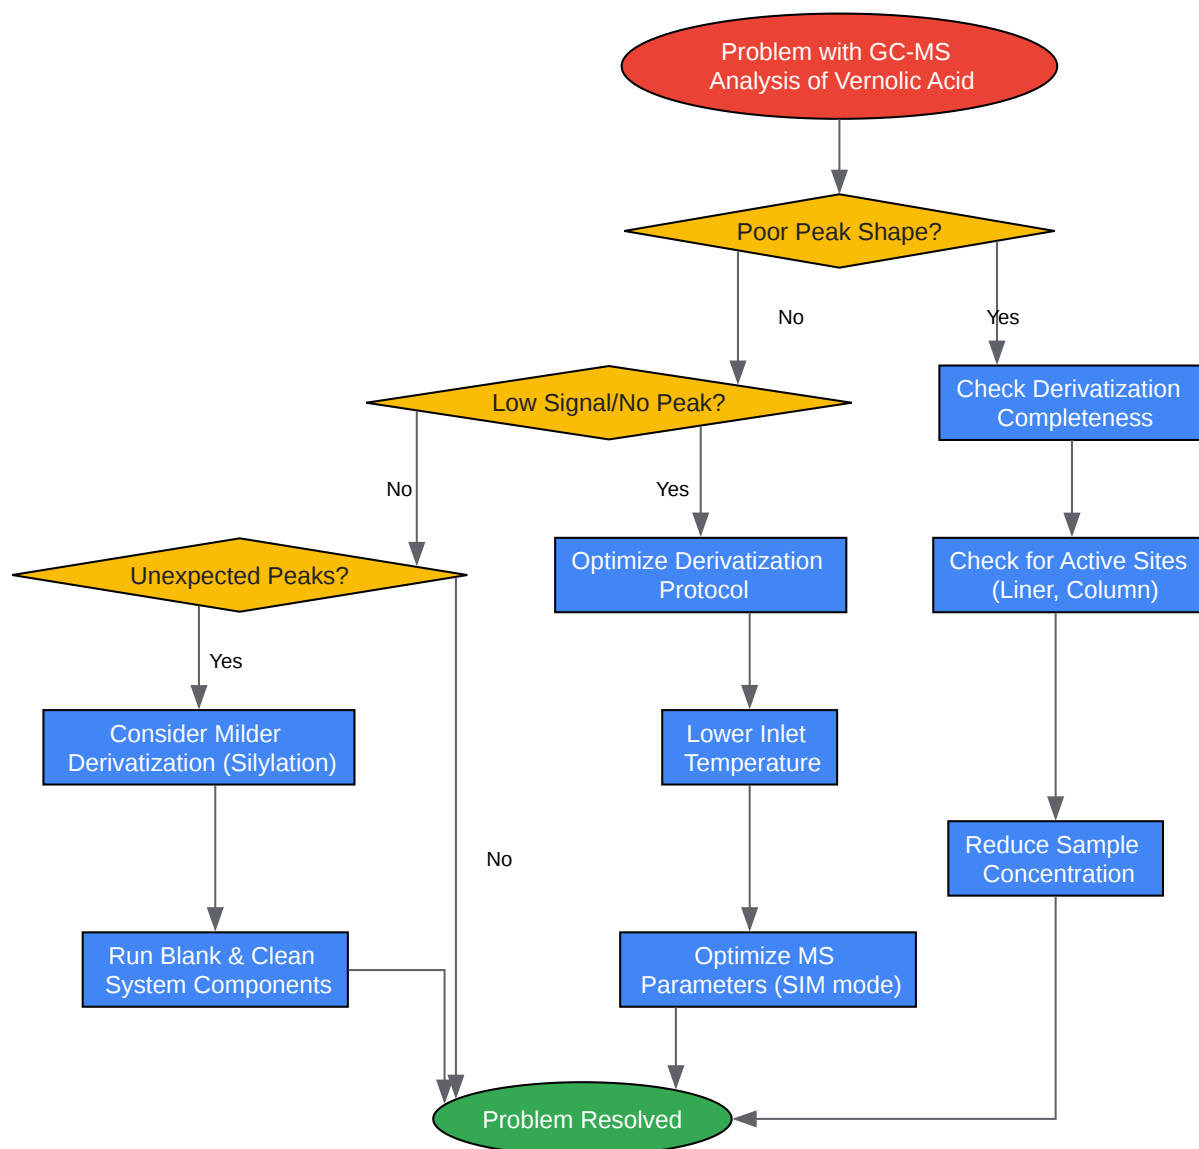 Problem with GC-MS
Analysis of Vernolic Acid
Poor Peak Shape?
No
Yes
Low Signal/No Peak?
Check Derivatization
Completeness
No
Yes
Unexpected Peaks?
Optimize Derivatization
Protocol
Check for Active Sites
(Liner, Column)
Yes
Consider Milder
Derivatization (Silylation)
Lower Inlet
Temperature
No
Reduce Sample
Concentration
Run Blank & Clean
System Components
Optimize MS
Parameters (SIM mode)
Problem Resolved